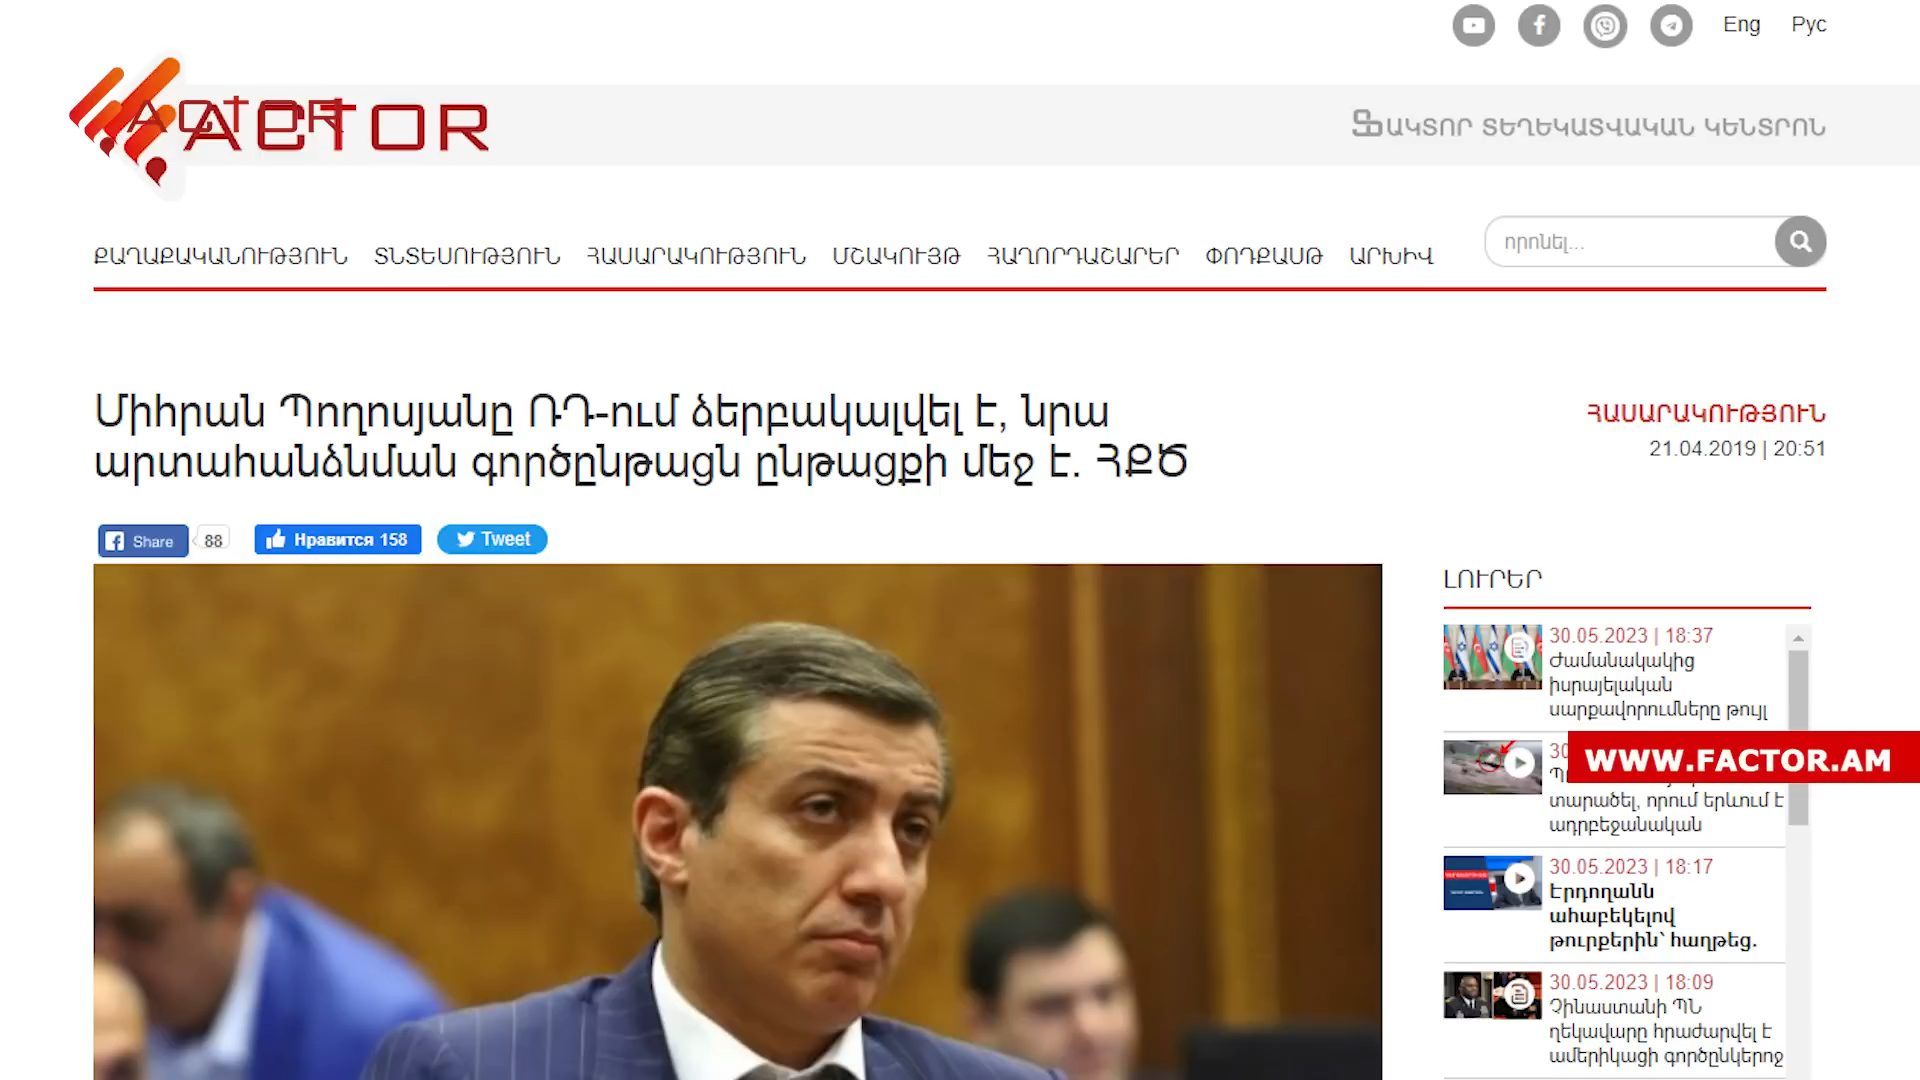 Eng Рус
ACTOR
ՖԱԿՏՈՐ ՏԵՂԵԿԱՏՎԱԿԱՆ ԿԵՆՏՐՈՆ
ՔԱՂԱՔԱԿԱՆՈՒԹՅՈՒՆ ՏՆՏԵՍՈՒԹՅՈՒՆ ՀԱՍԱՐԱԿՈՒԹՅՈՒՆ ՄՇԱԿՈՒՅԹ ՀԱՂՈՐԴԱՇԱՐԵՐ ՓՈԴՔԱՍԹ ԱՐԽԻՎ որոնել...
Միհրան Պողոսյանը ՌԴ-ում ձերբակալվել է, նրա
արտահանձնման գործընթացն ընթացքի մեջ է. ՀՔԾ
ՀԱՍԱՐԱԿՈՒԹՅՈՒՆ
21.04.2019 | 20:51
Share 88 Нравится 158 Tweet
ԼՈՒՐԵՐ
30.05.2023 | 18:37
Ժամանակակից
իսրայելական
սարքավորումները թույլ
WWW.FACTOR.AM
տարածել, որում երևում է
ադրբեջանական
30.05.2023 | 18:17
Էրդողանն
ահաբեկելով
թուրքերին՝ հաղթեց.
30.05.2023 | 18:09
Չինաստանի ՊՆ
ղեկավարը հրաժարվել է
ամերիկացի գործընկերոջ